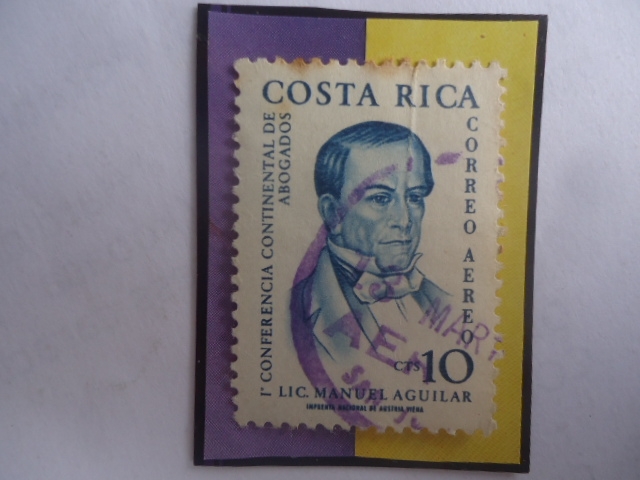 COSTA RICA
CORREO AEREO
1ª CONFERENCIA CONTINENTAL DE
ABOGADOS
CTS 10
LIC. MANUEL AGUILAR
IMPRENTA NACIONAL DE AUSTRIA, VIENA
MAR